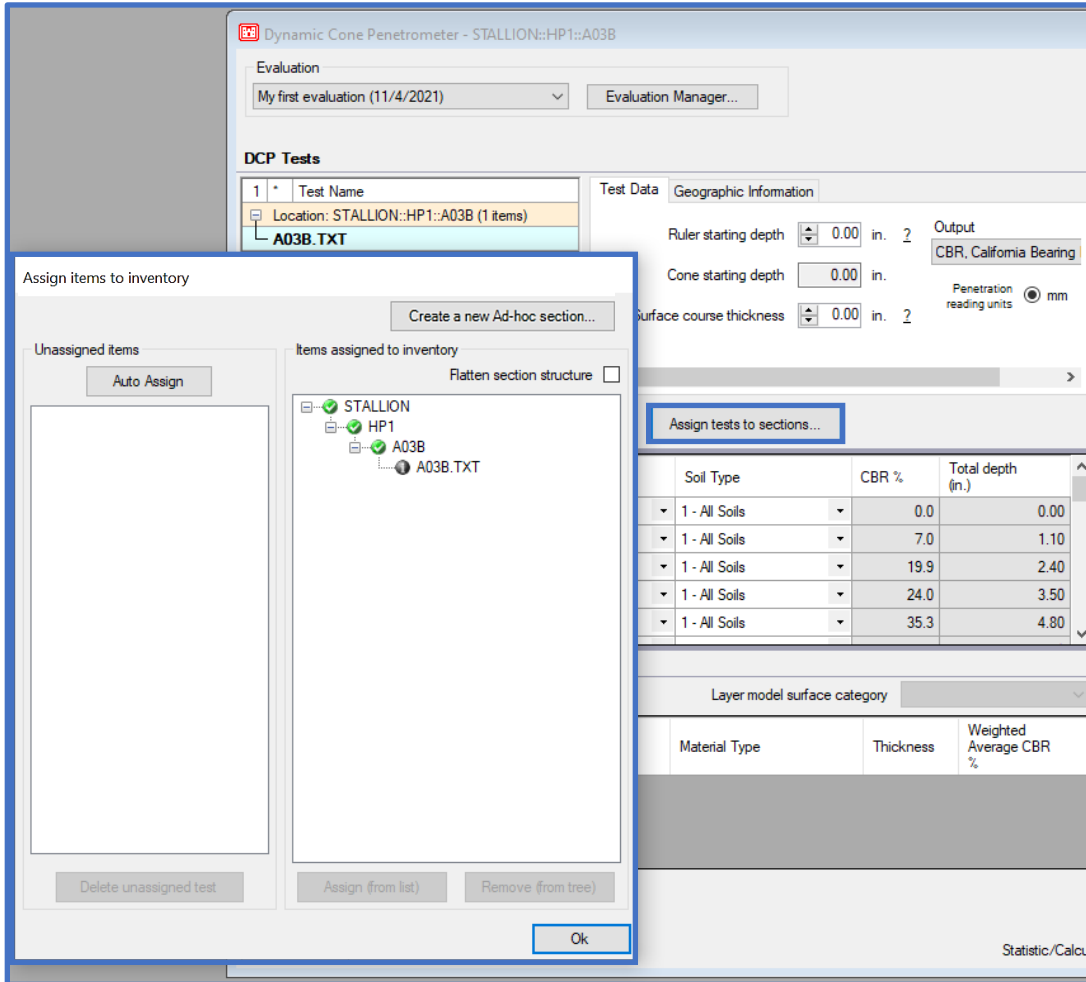 Dynamic Cone Penetrometer - STALLION::HP1::A03B
Evaluation
My first evaluation (11/4/2021)
Evaluation Manager...
DCP Tests
1 * Test Name
Location: STALLION::HP1::A03B (1 items)
A03B.TXT
Test Data Geographic Information
Ruler starting depth 0.00 in. ?
Cone starting depth 0.00 in.
Surface course thickness 0.00 in. ?
Output
CBR, California Bearing
Penetration
reading units
mm
Assign tests to sections...
Soil Type CBR % Total depth
(in.)
1 - All Soils 0.0 0.00
1 - All Soils 7.0 1.10
1 - All Soils 19.9 2.40
1 - All Soils 24.0 3.50
1 - All Soils 35.3 4.80
Layer model surface category
Material Type Thickness Weighted
Average CBR
%
Statistic/Calcu
Assign items to inventory
Create a new Ad-hoc section...
Unassigned items
Auto Assign
Delete unassigned test
Items assigned to inventory
Flatten section structure
STALLION
HP1
A03B
A03B.TXT
Assign (from list)
Remove (from tree)
Ok